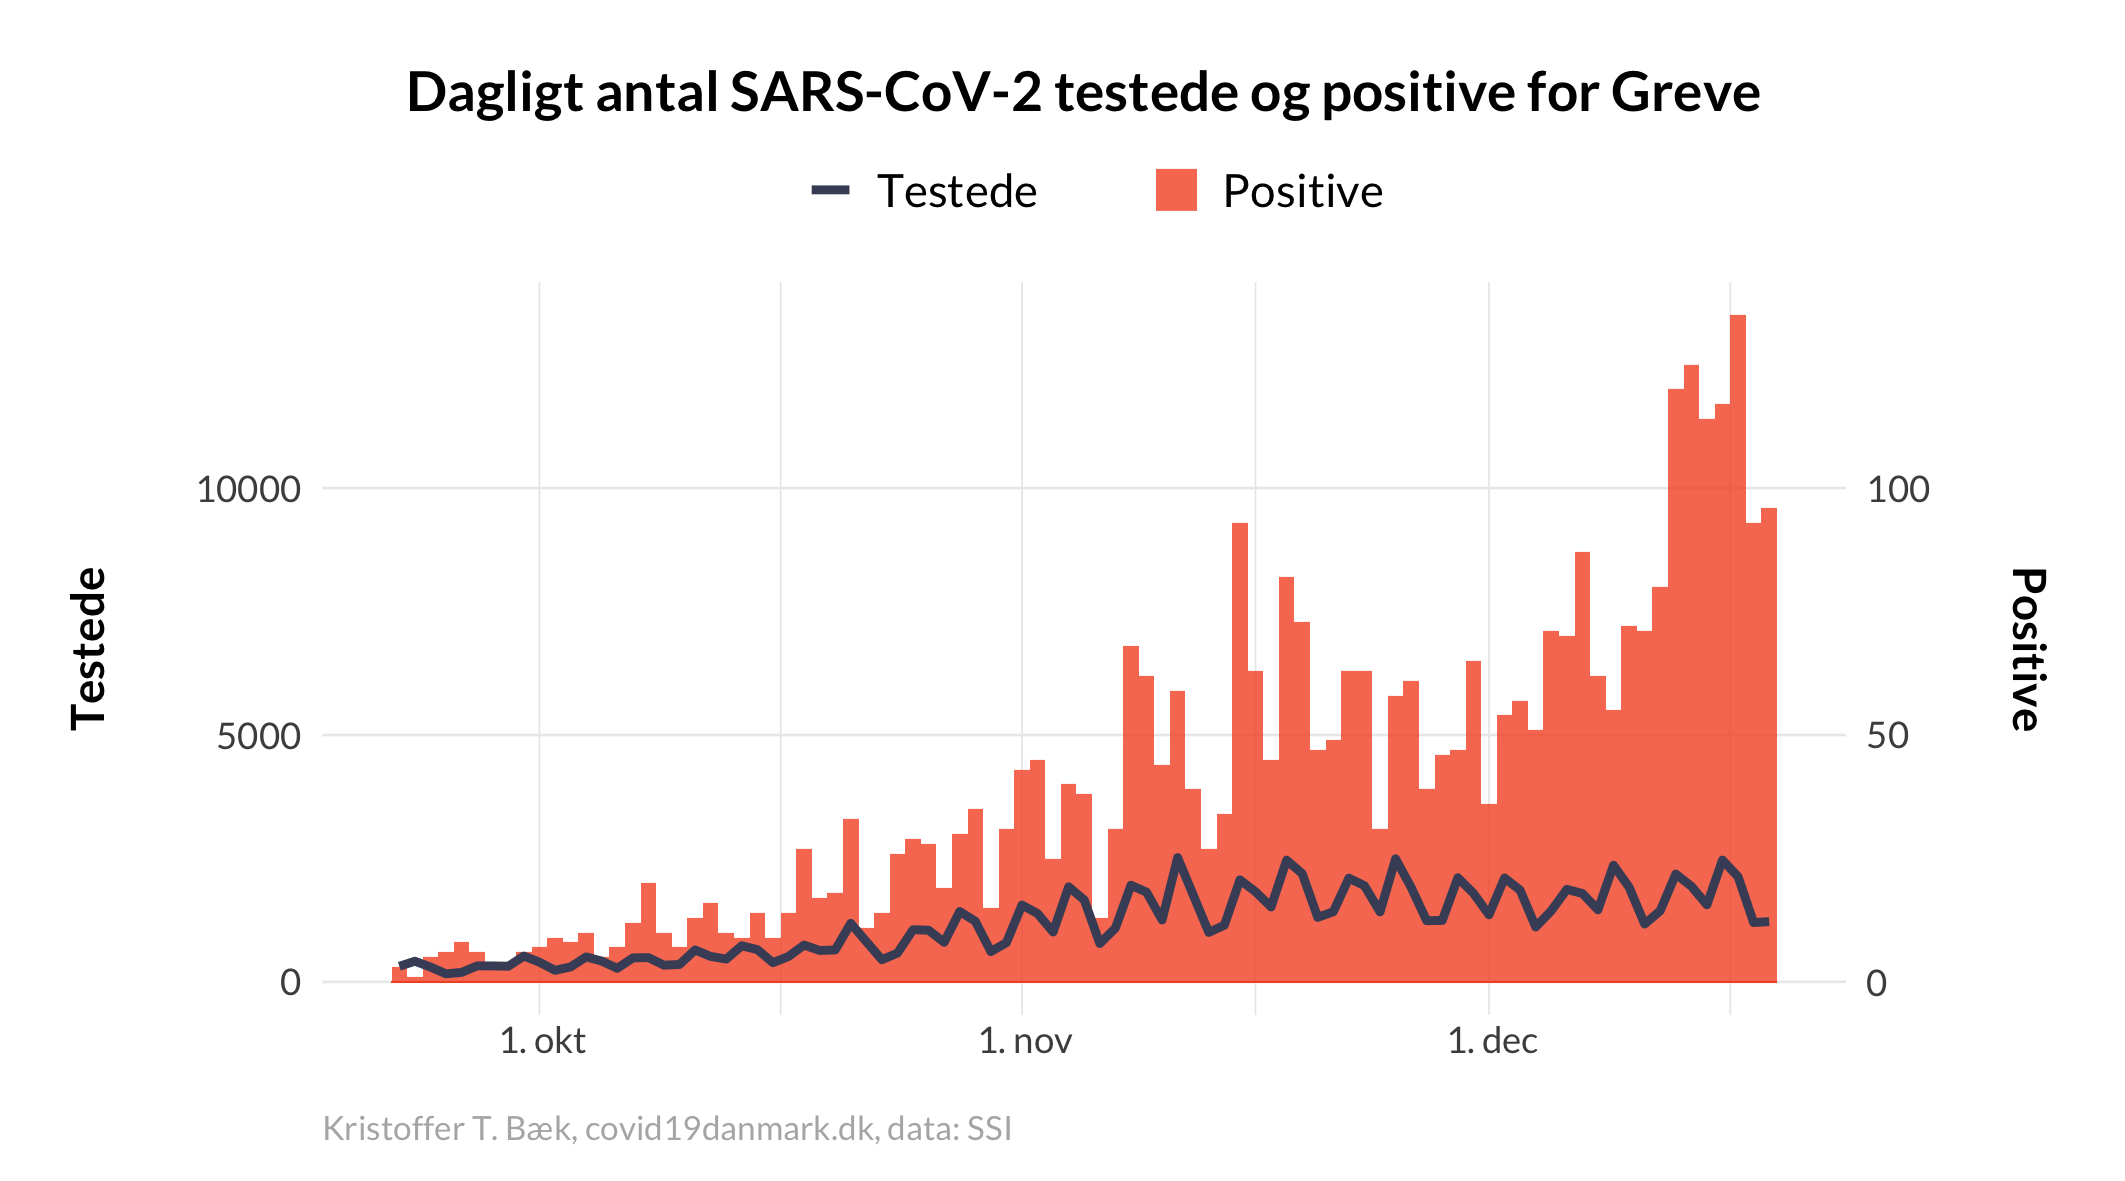 Dagligt antal SARS-CoV-2 testede og positive for Greve
Testede
Positive
10000
5000
0
Testede
100
50
0
Positive
1. okt
1. nov
1. dec
Kristoffer T. Bæk, covid19danmark.dk, data: SSI